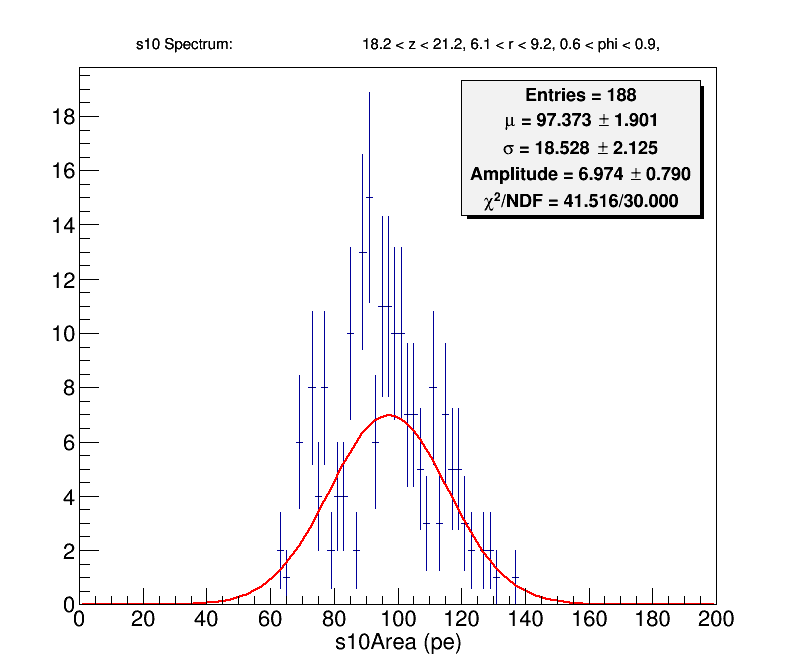 s10 Spectrum: 18.2 < z < 21.2, 6.1 < r < 9.2, 0.6 < phi < 0.9,
Entries = 188
μ = 97.373 ± 1.901
σ = 18.528 ± 2.125
Amplitude = 6.974 ± 0.790
χ²/NDF = 41.516/30.000
18
16
14
12
10
8
6
4
2
0
0 20 40 60 80 100 120 140 160 180 200
s10Area (pe)